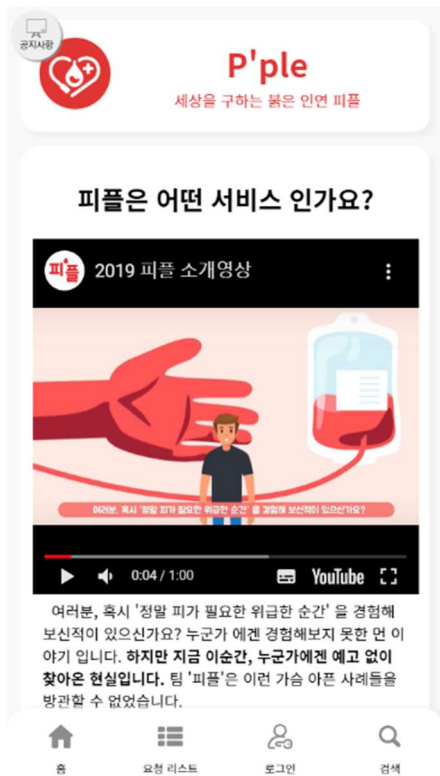 공지사항
P'ple
세상을 구하는 붉은 인연 피플
피플은 어떤 서비스 인가요?
피플
2019 피플 소개영상
여러분, 혹시 '정말 피가 필요한 위급한 순간' 을 경험해 보신적이 있으신가요?
0:04 / 1:00
YouTube
여러분, 혹시 '정말 피가 필요한 위급한 순간' 을 경험해
보신적이 있으신가요? 누군가 에겐 경험해보지 못한 먼 이
야기 입니다. 하지만 지금 이순간, 누군가에겐 예고 없이
찾아온 현실입니다. 팀 '피플'은 이런 가슴 아픈 사례들을
방관할 수 없었습니다.
홈
요청 리스트
로그인
검색